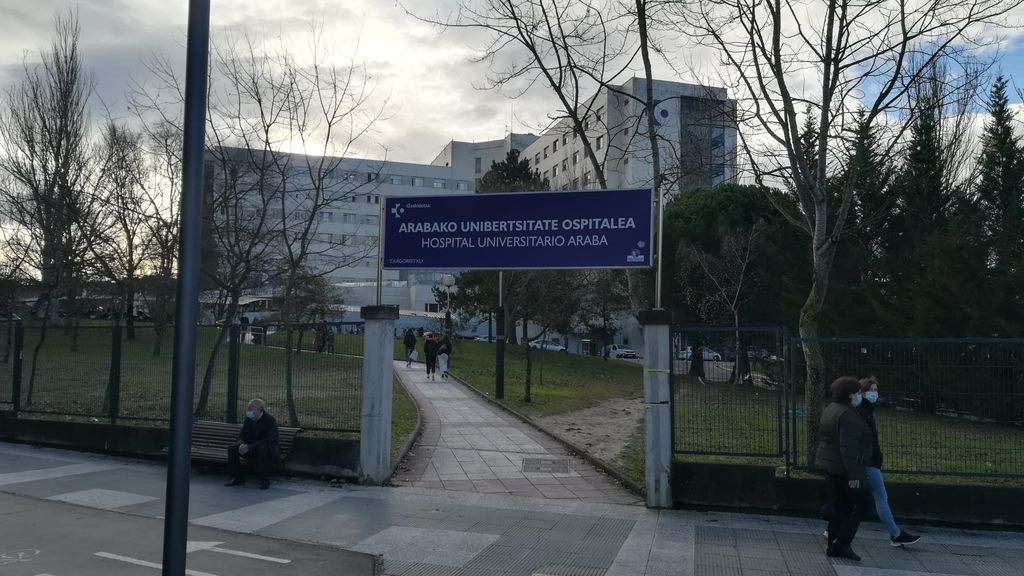 Osakidetza
ARABAKO UNIBERTSITATE OSPITALEA
HOSPITAL UNIVERSITARIO ARABA
TXAGORRITXU